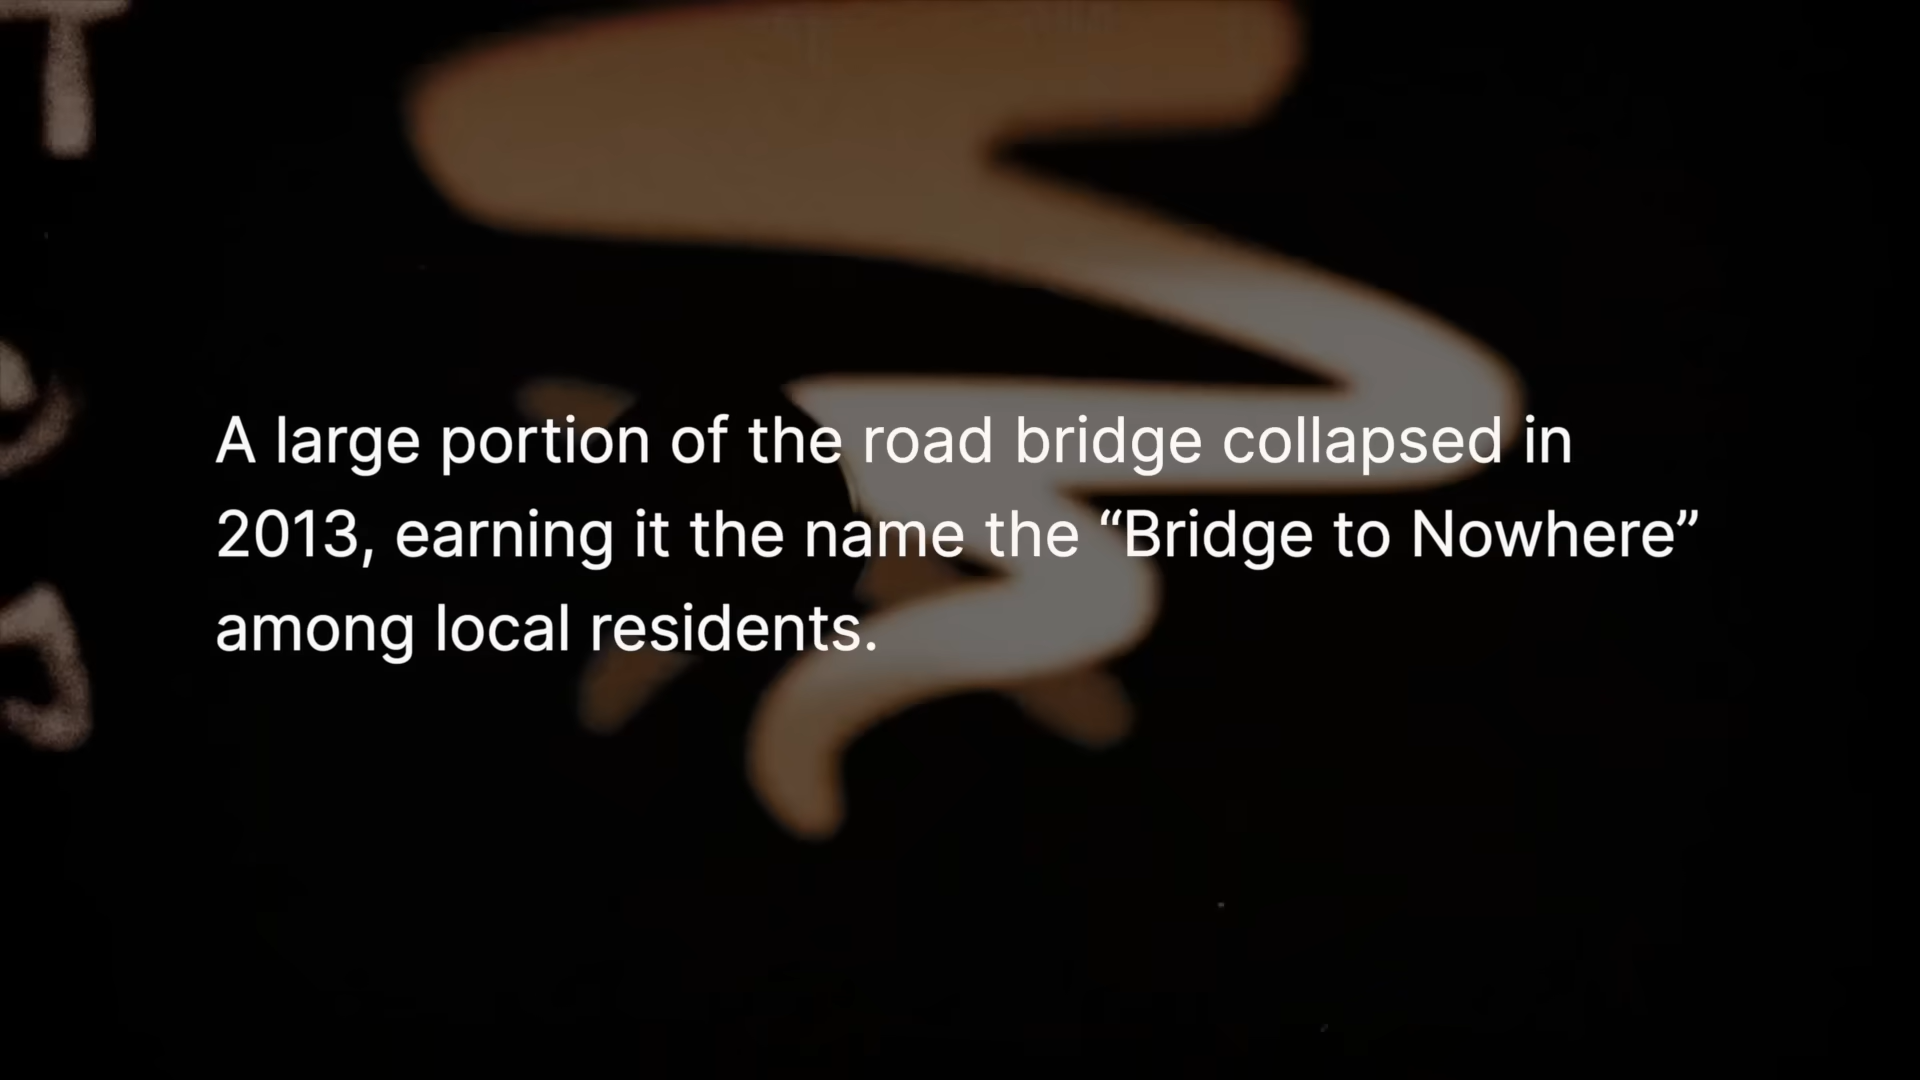 A large portion of the road bridge collapsed in
2013, earning it the name the “Bridge to Nowhere”
among local residents.